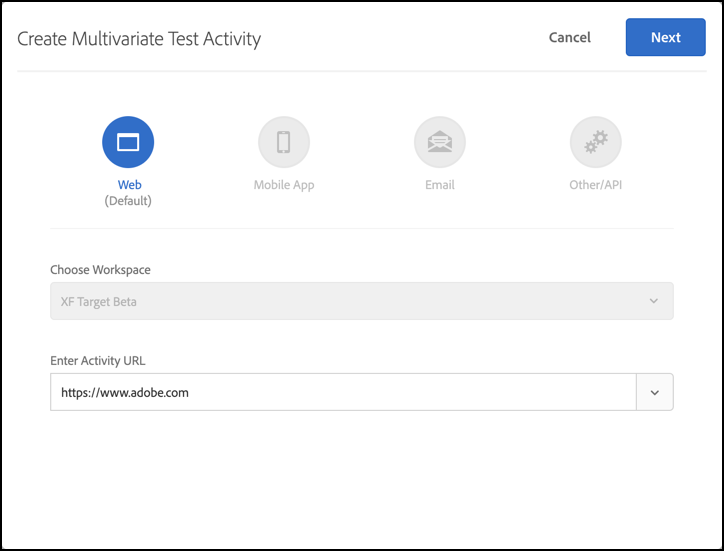 Create Multivariate Test Activity
Cancel
Next
Web
(Default)
Mobile App
Email
Other/API
Choose Workspace
XF Target Beta
Enter Activity URL
https://www.adobe.com